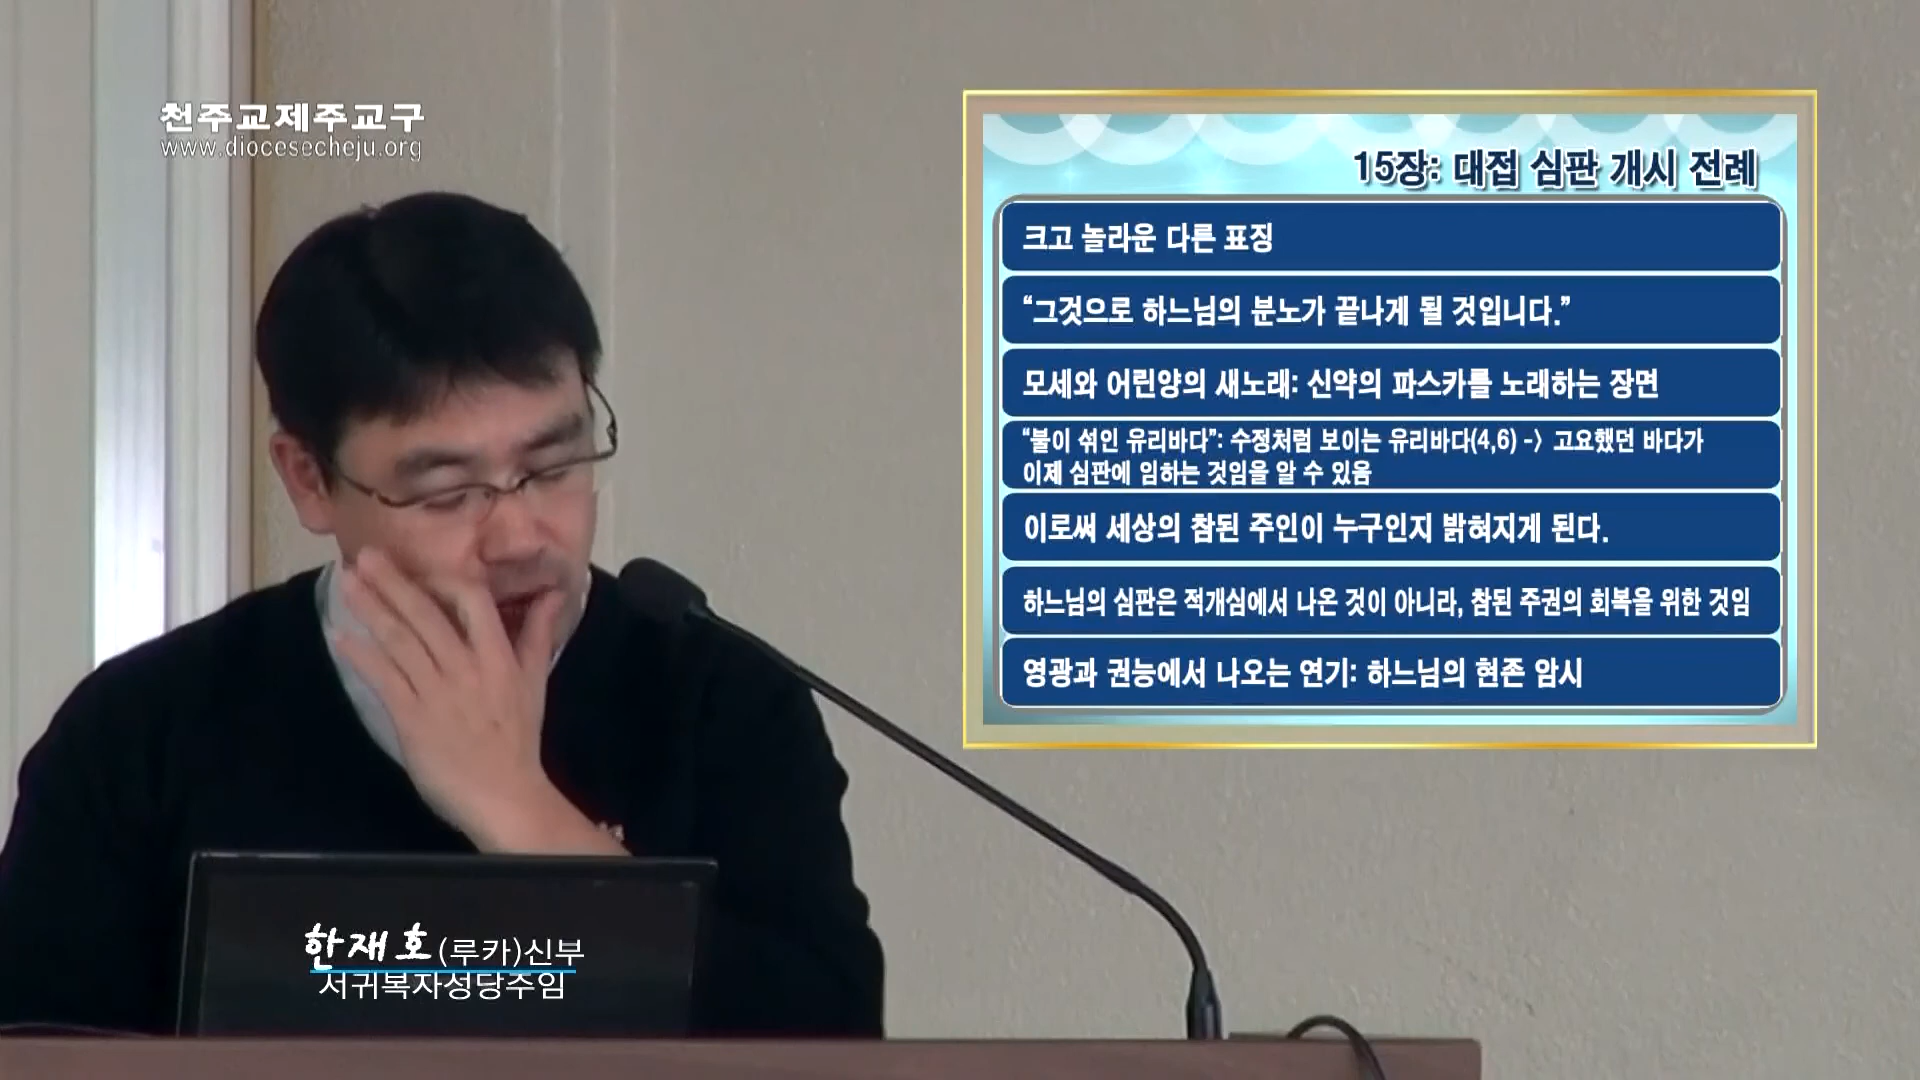 천주교제주교구
www.diocesecheju.org
15장: 대접 심판 개시 전례
크고 놀라운 다른 표징
“그것으로 하느님의 분노가 끝나게 될 것입니다.”
모세와 어린양의 새노래: 신약의 파스카를 노래하는 장면
“불이 섞인 유리바다”: 수정처럼 보이는 유리바다(4,6) -> 고요했던 바다가
이제 심판에 임하는 것임을 알 수 있음
이로써 세상의 참된 주인이 누구인지 밝혀지게 된다.
하느님의 심판은 적개심에서 나온 것이 아니라, 참된 주권의 회복을 위한 것임
영광과 권능에서 나오는 연기: 하느님의 현존 암시
한재호(루카)신부
서귀복자성당주임